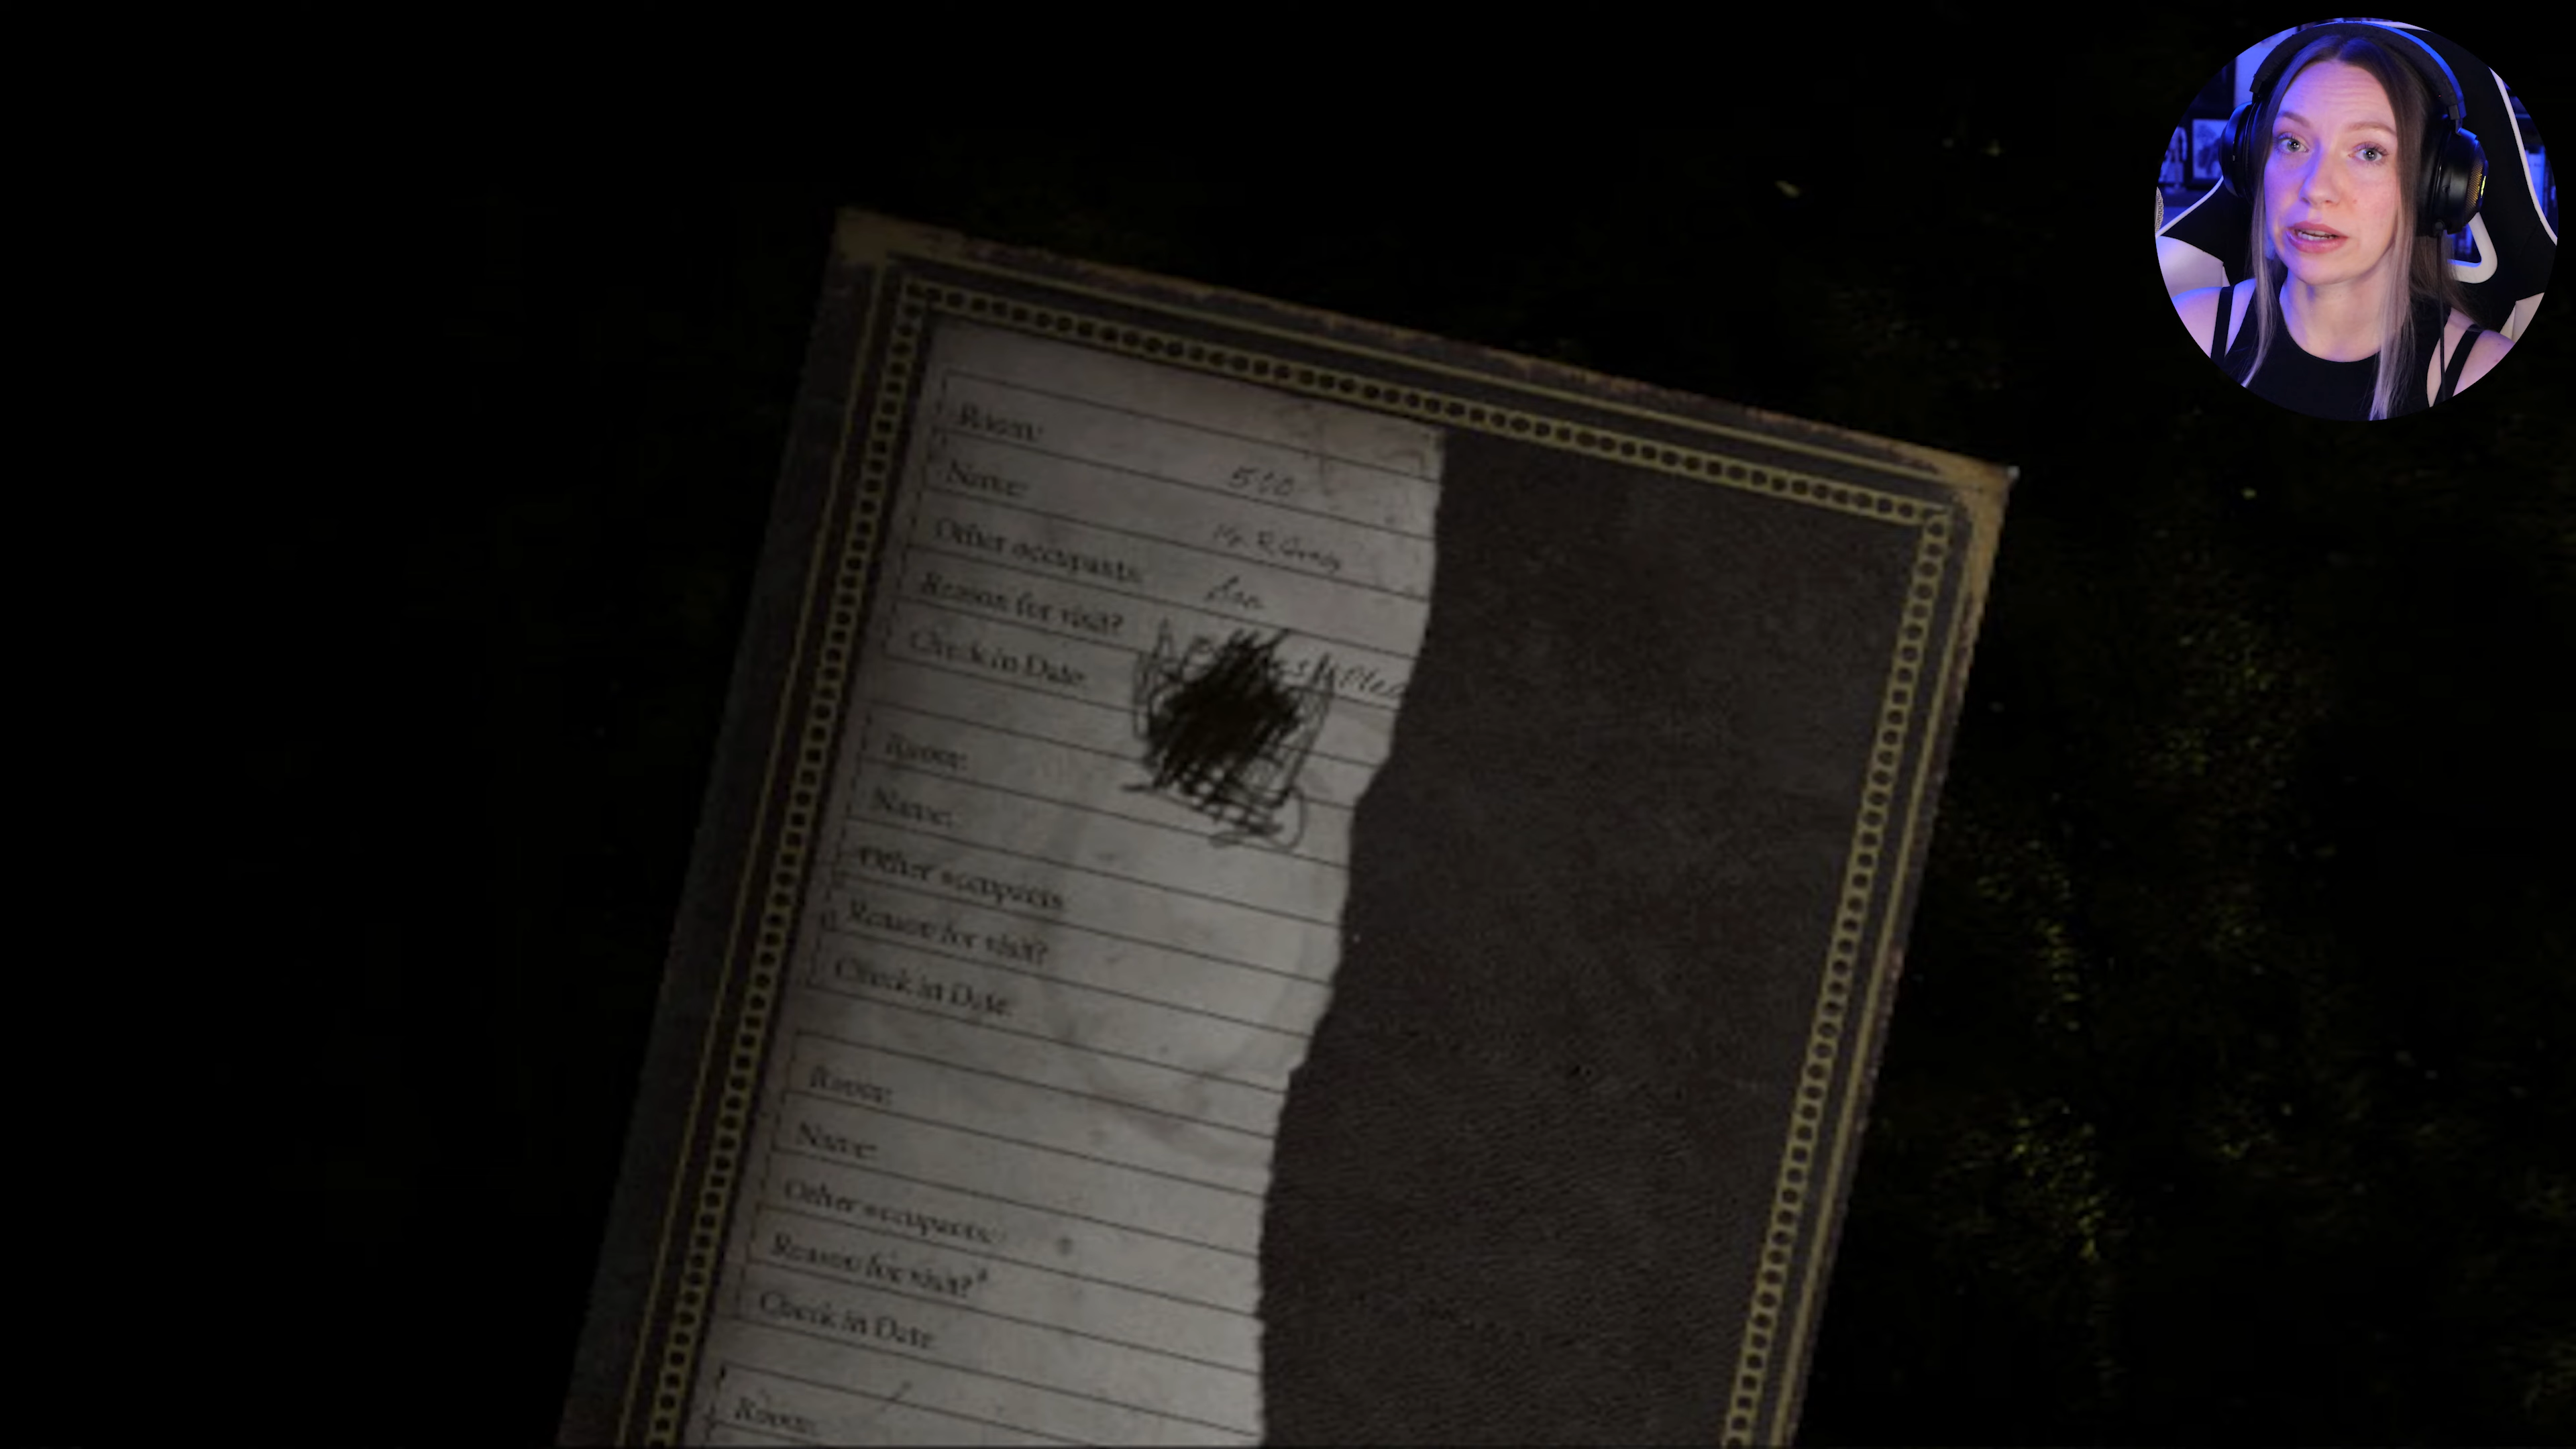 Room:
Name:
Other occupants:
Son
Reason for visit?
Check in Date:
Room:
Name:
Other occupants:
Reason for visit?
Check in Date:
Room:
Name:
Other occupants:
Reason for visit?
Check in Date:
Room: